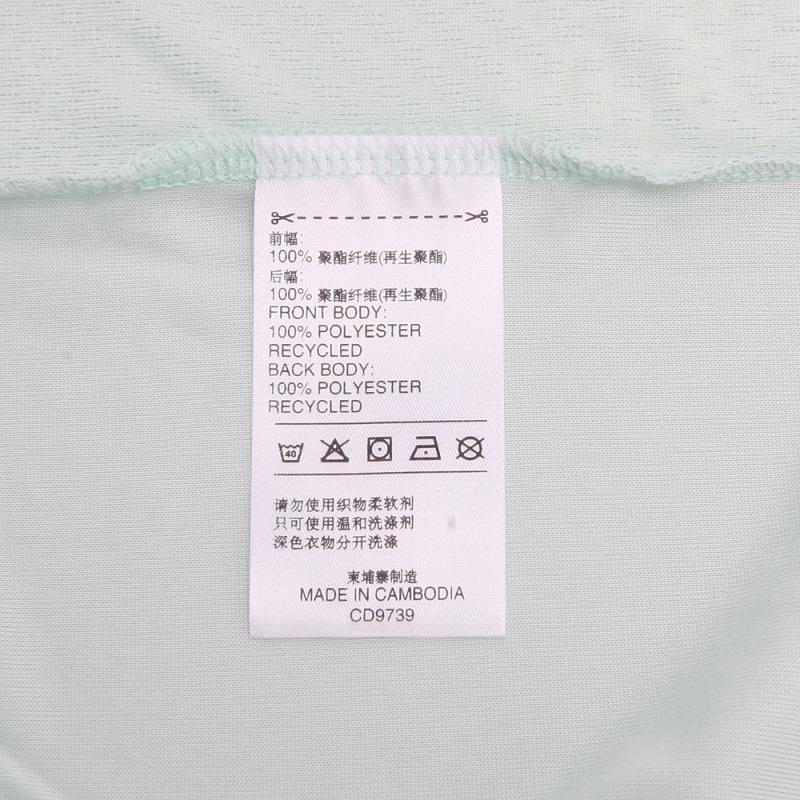 前幅:
100% 聚酯纤维(再生聚酯)
后幅:
100% 聚酯纤维(再生聚酯)
FRONT BODY:
100% POLYESTER
RECYCLED
BACK BODY:
100% POLYESTER
RECYCLED
40
请勿使用织物柔软剂
只可使用温和洗涤剂
深色衣物分开洗涤
柬埔寨制造
MADE IN CAMBODIA
CD9739